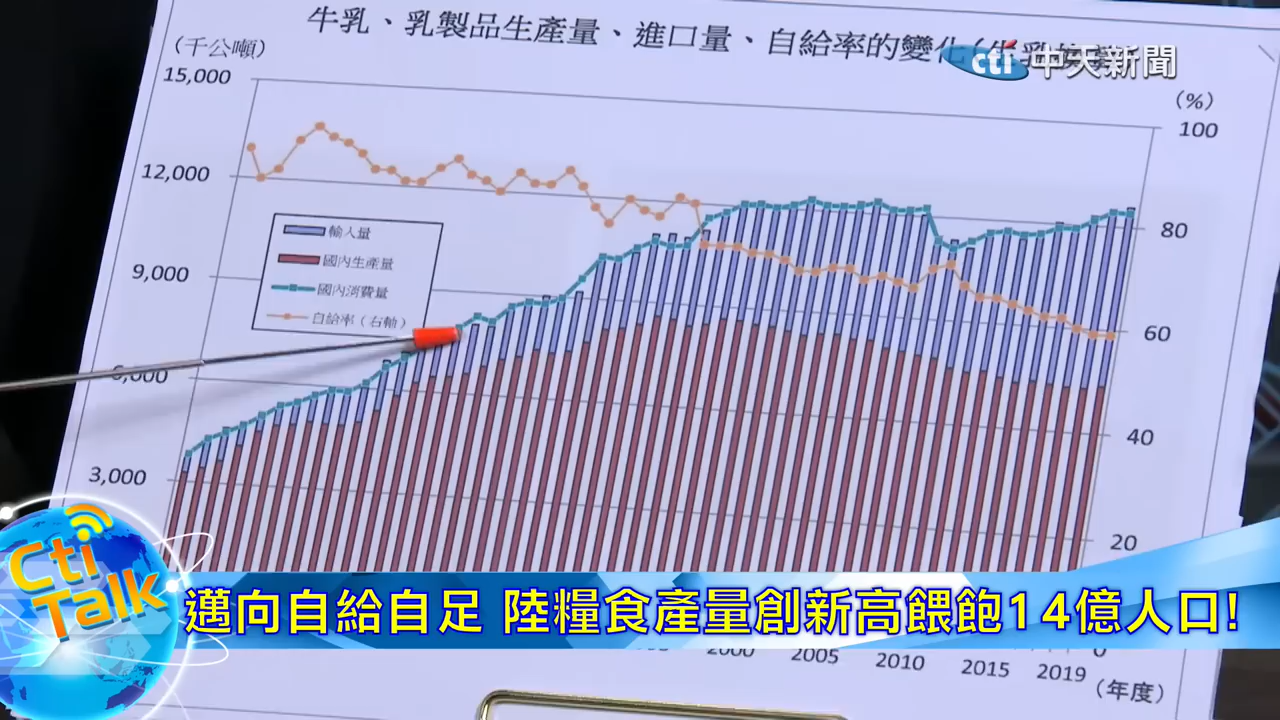 牛乳、乳製品生產量、進口量、自給率的變化
cti 中天新聞
(千公噸)
(%)
15,000
12,000
9,000
6,000
3,000
100
80
60
40
20
0
輸入量
國內生產量
國內消費量
自給率(右軸)
Cti Talk
邁向自給自足 陸糧食產量創新高餵飽14億人口!
2000 2005 2010 2015 2019
(年度)